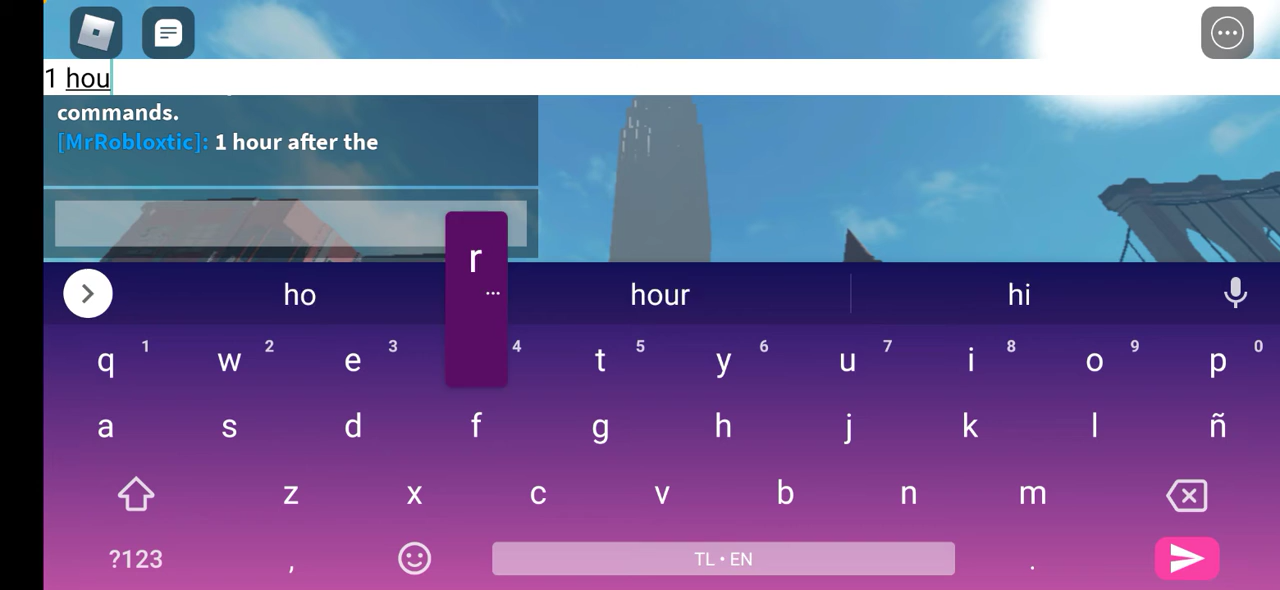 1 hou
commands.
[MrRobloxtic]: 1 hour after the
r
ho hour hi
q 1 w 2 e 3 4 t 5 y 6 u 7 i 8 o 9 p 0
a s d f g h j k l ñ
z x c v b n m
?123 , TL • EN .